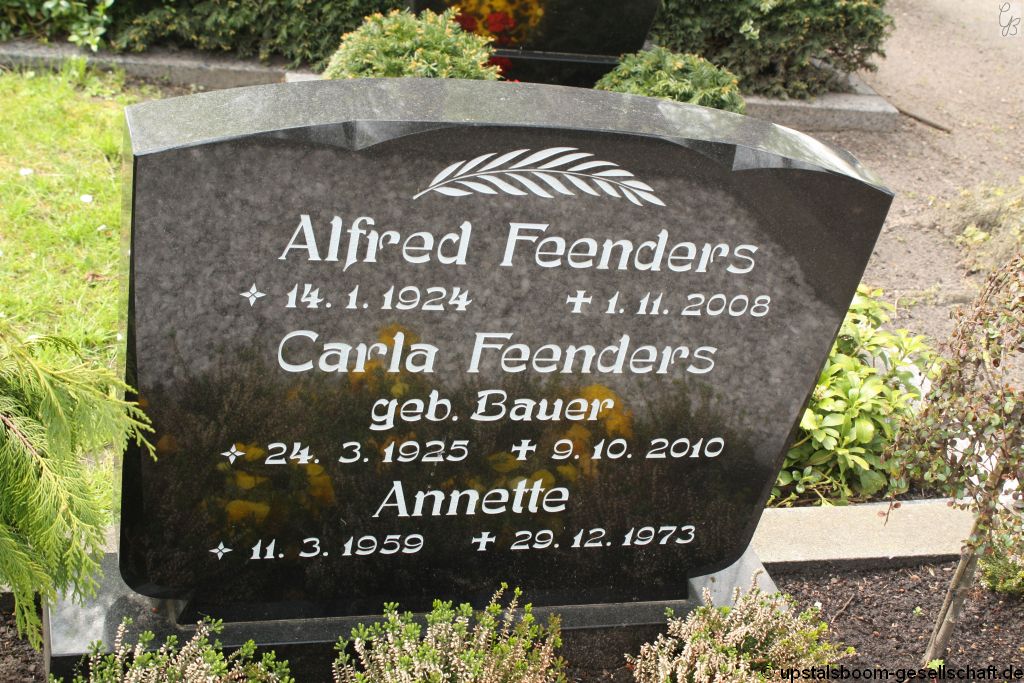 Alfred Feenders
14. 1. 1924 ✝ 1. 11. 2008
Carla Feenders
geb. Bauer
24. 3. 1925 ✝ 9. 10. 2010
Annette
11. 3. 1959 ✝ 29. 12. 1973
© upstalsboom-gesellschaft.de